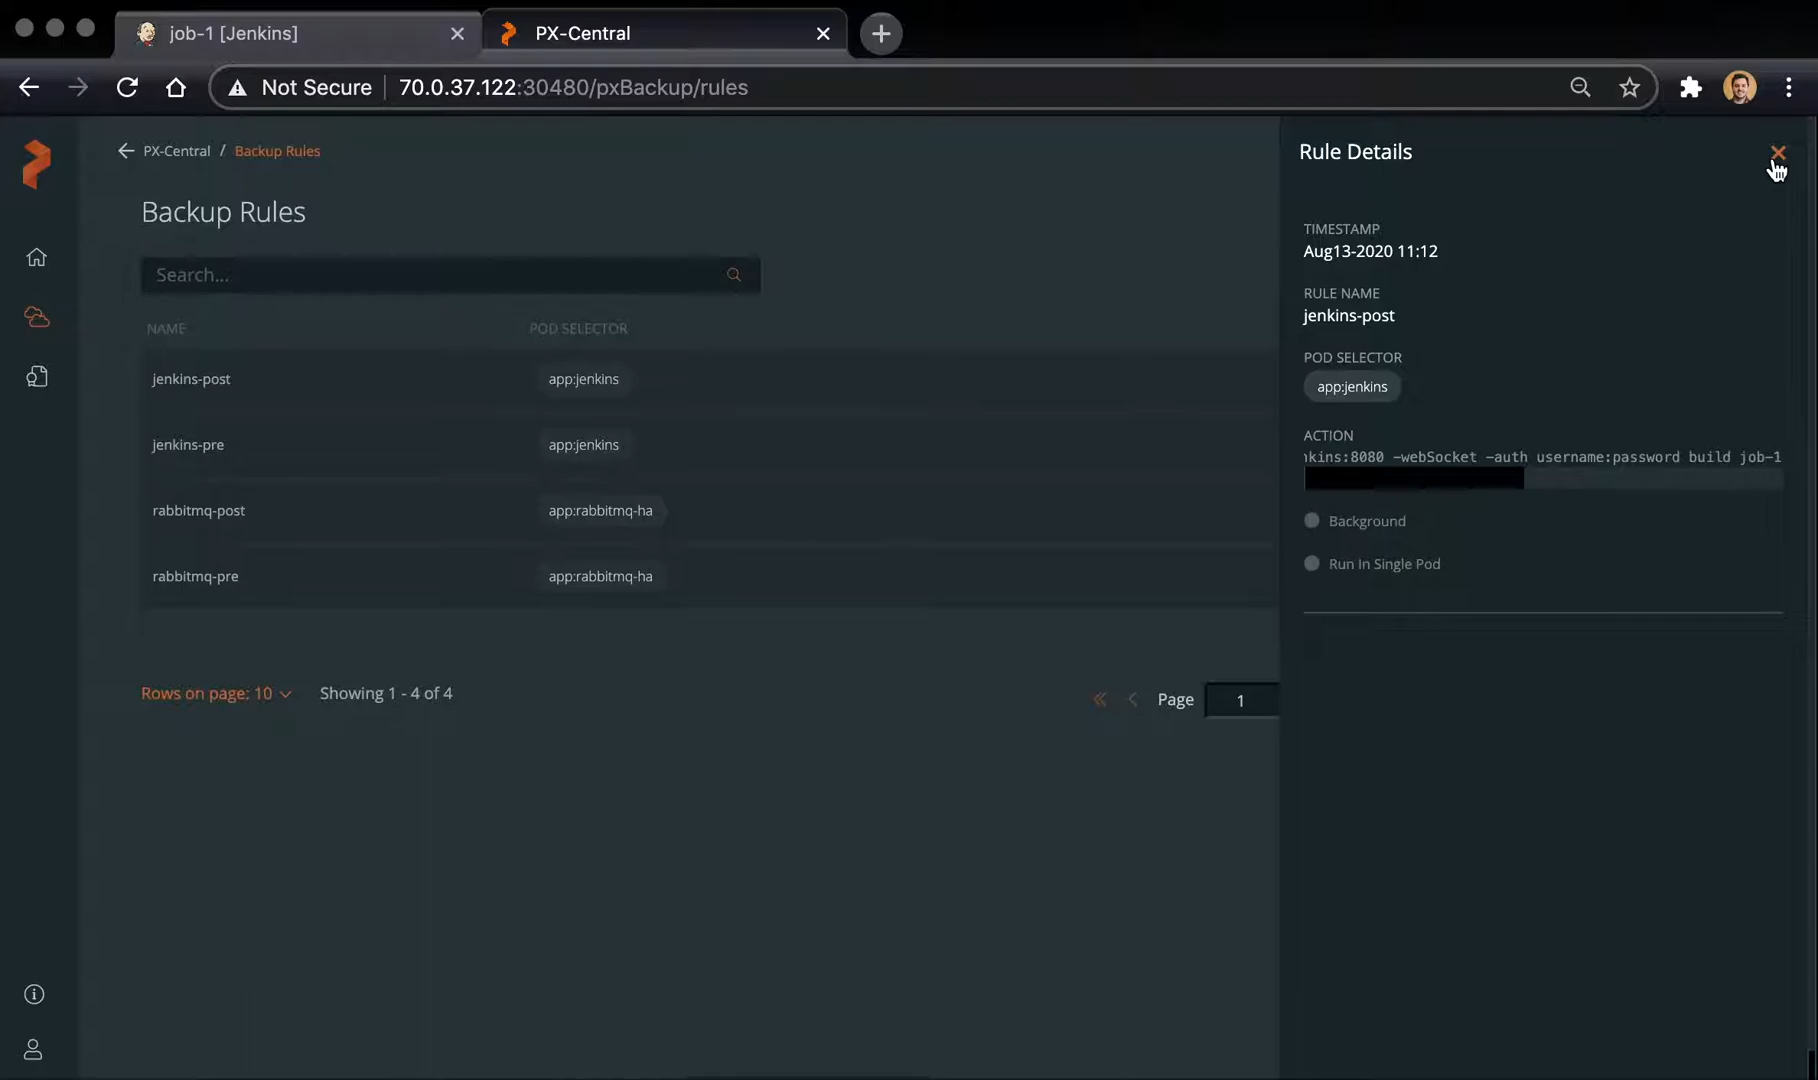 job-1 [Jenkins]
PX-Central
Not Secure
70.0.37.122:30480/pxBackup/rules
PX-Central / Backup Rules
Backup Rules
Search...
NAME POD SELECTOR
jenkins-post app:jenkins
jenkins-pre app:jenkins
rabbitmq-post app:rabbitmq-ha
rabbitmq-pre app:rabbitmq-ha
Rows on page: 10 Showing 1 - 4 of 4
Page 1
Rule Details
TIMESTAMP
Aug13-2020 11:12
RULE NAME
jenkins-post
POD SELECTOR
app:jenkins
ACTION
nkins:8080 -webSocket -auth username:password build job-1
Background
Run In Single Pod